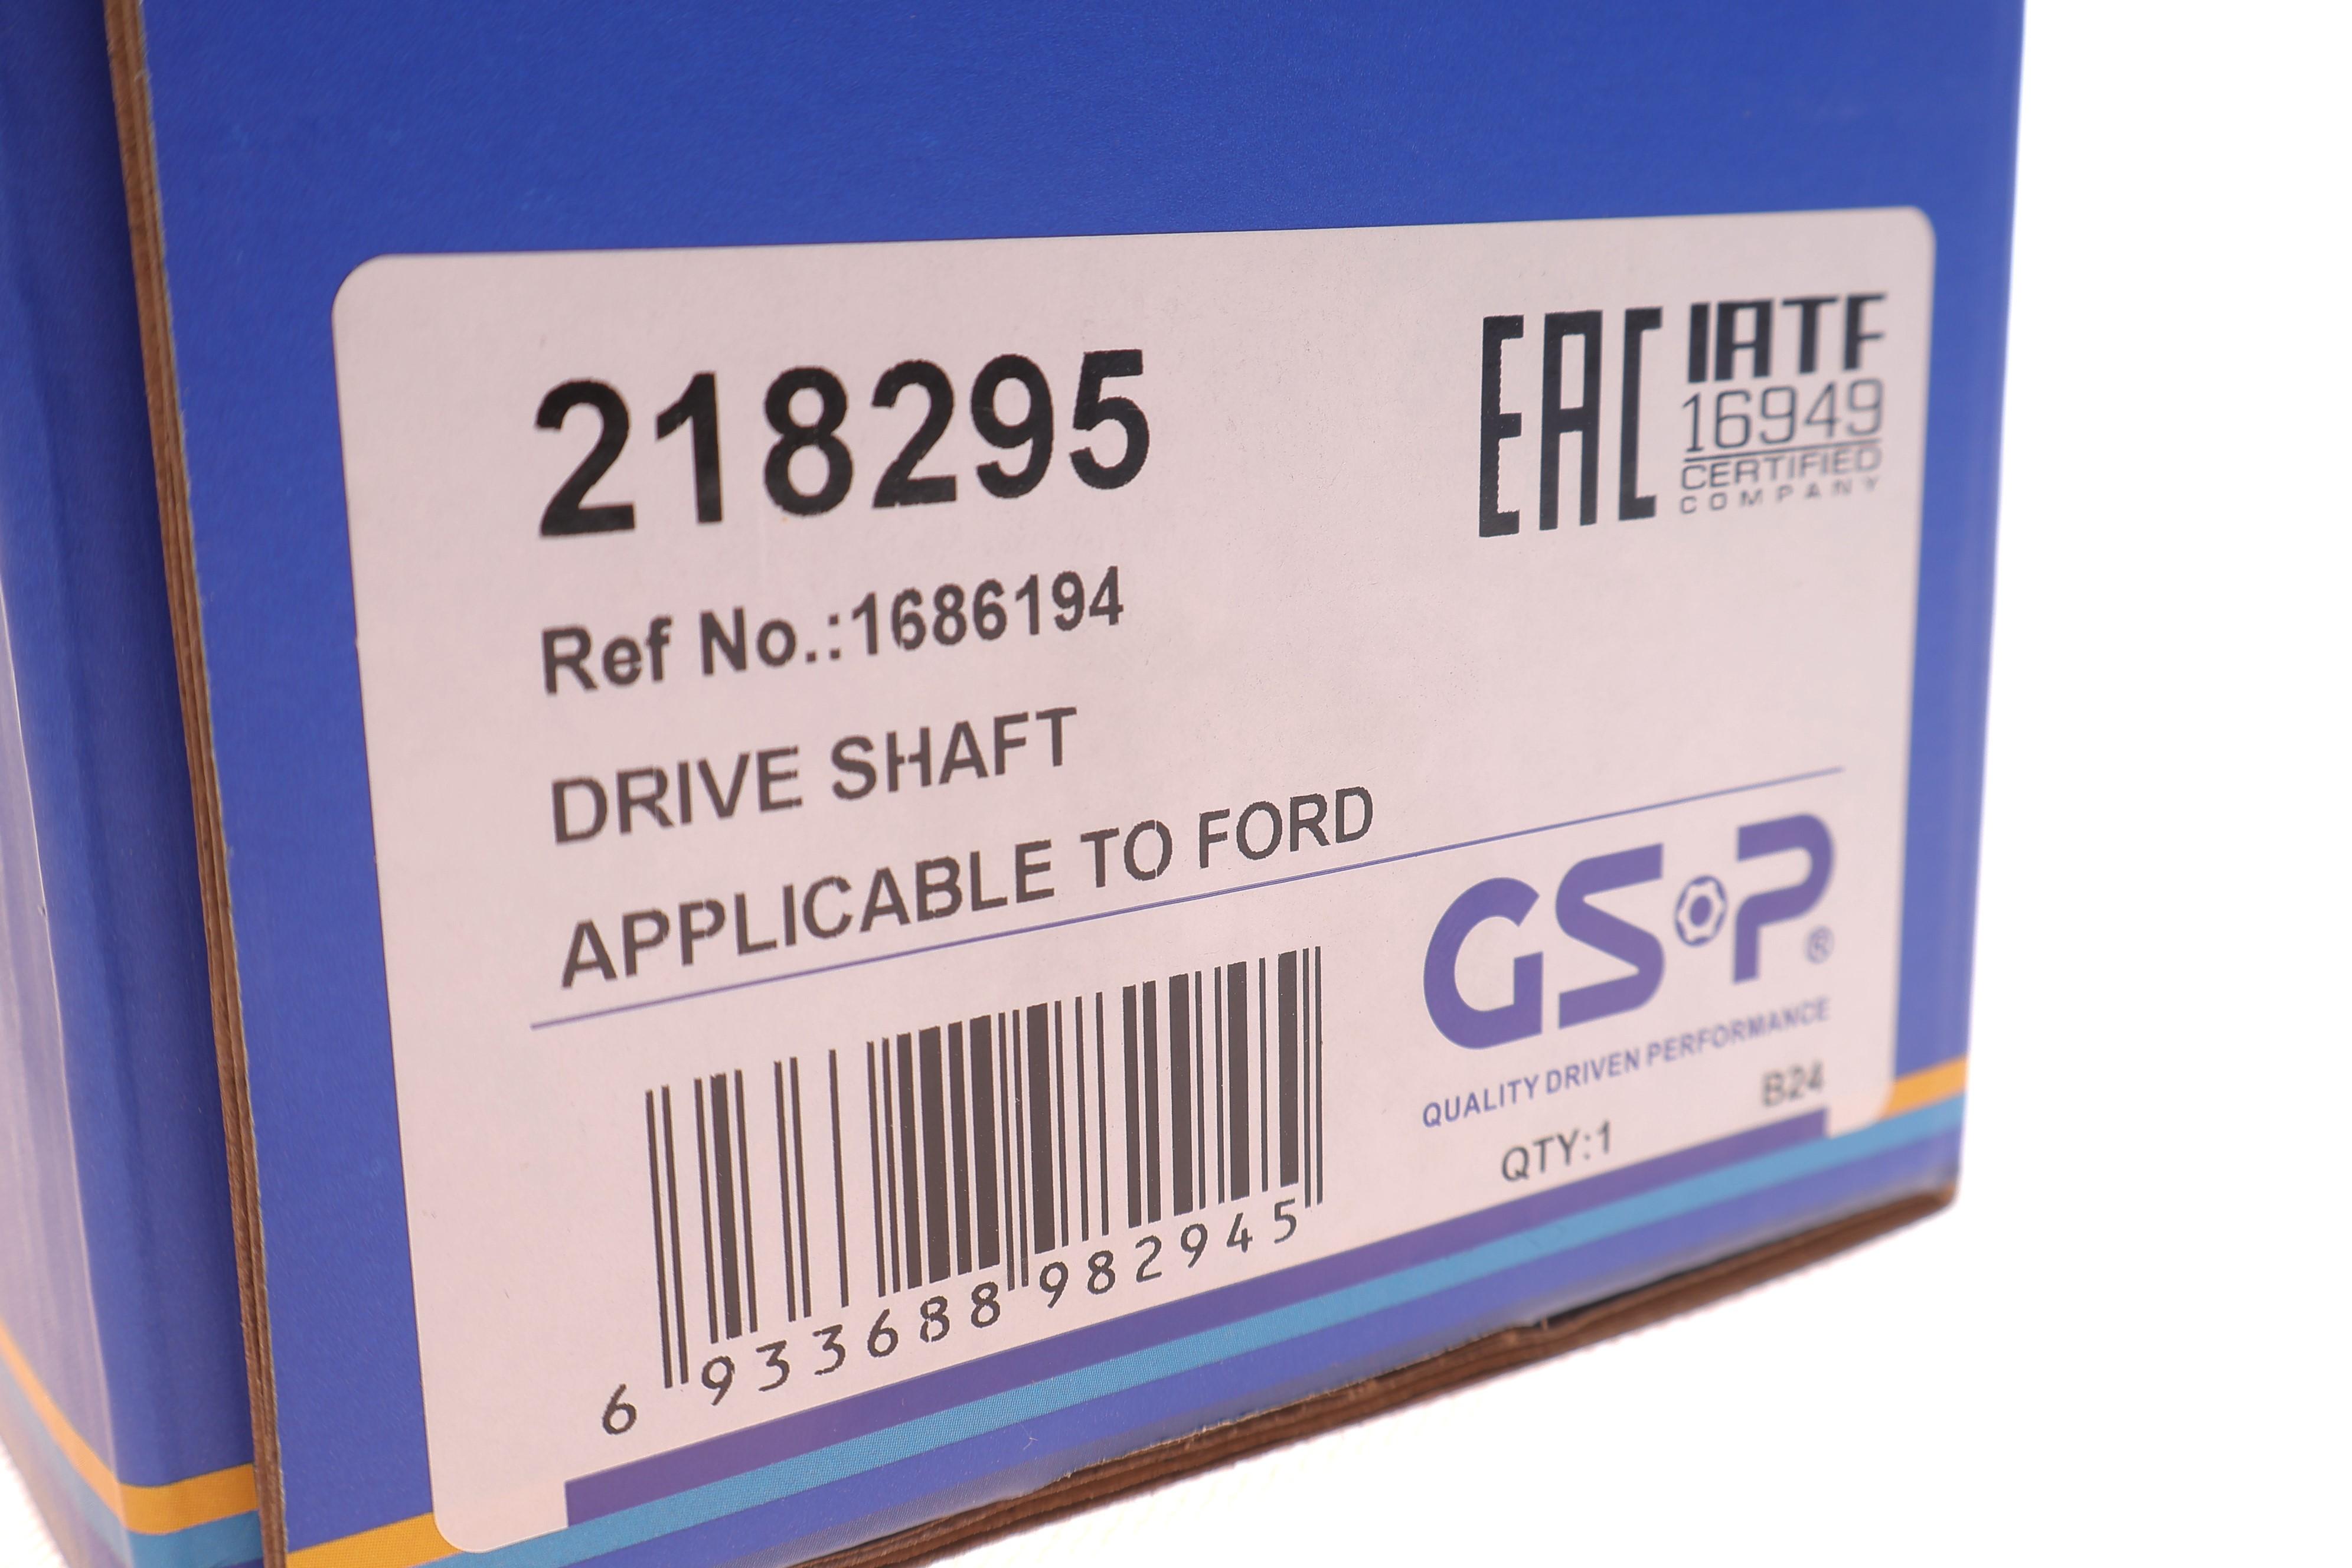 218295
EAC
IATF
16949
CERTIFIED
COMPANY
Ref No.:1686194
DRIVE SHAFT
APPLICABLE TO FORD
GSP®
QUALITY DRIVEN PERFORMANCE
B24
QTY:1
6 933688 982945